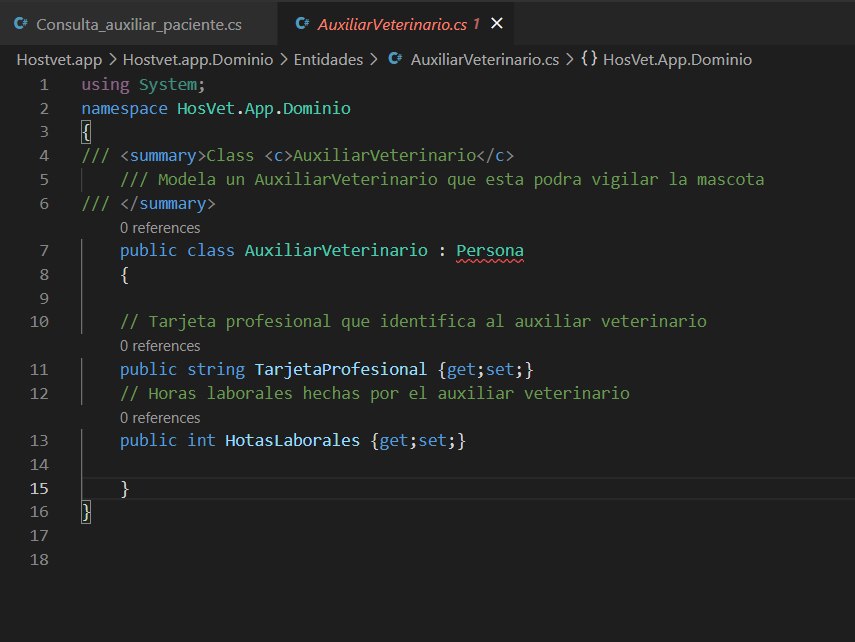 Consulta_auxiliar_paciente.cs AuxiliarVeterinario.cs 1
Hostvet.app > Hostvet.app.Dominio > Entidades > AuxiliarVeterinario.cs > {} HosVet.App.Dominio
1 using System;
2 namespace HosVet.App.Dominio
3 {
4 /// <summary>Class <c>AuxiliarVeterinario</c>
5 /// Modela un AuxiliarVeterinario que esta podra vigilar la mascota
6 /// </summary>
0 references
7 public class AuxiliarVeterinario : Persona
8 {
9
10 // Tarjeta profesional que identifica al auxiliar veterinario
0 references
11 public string TarjetaProfesional {get;set;}
12 // Horas laborales hechas por el auxiliar veterinario
0 references
13 public int HotasLaborales {get;set;}
14
15 }
16 }
17
18